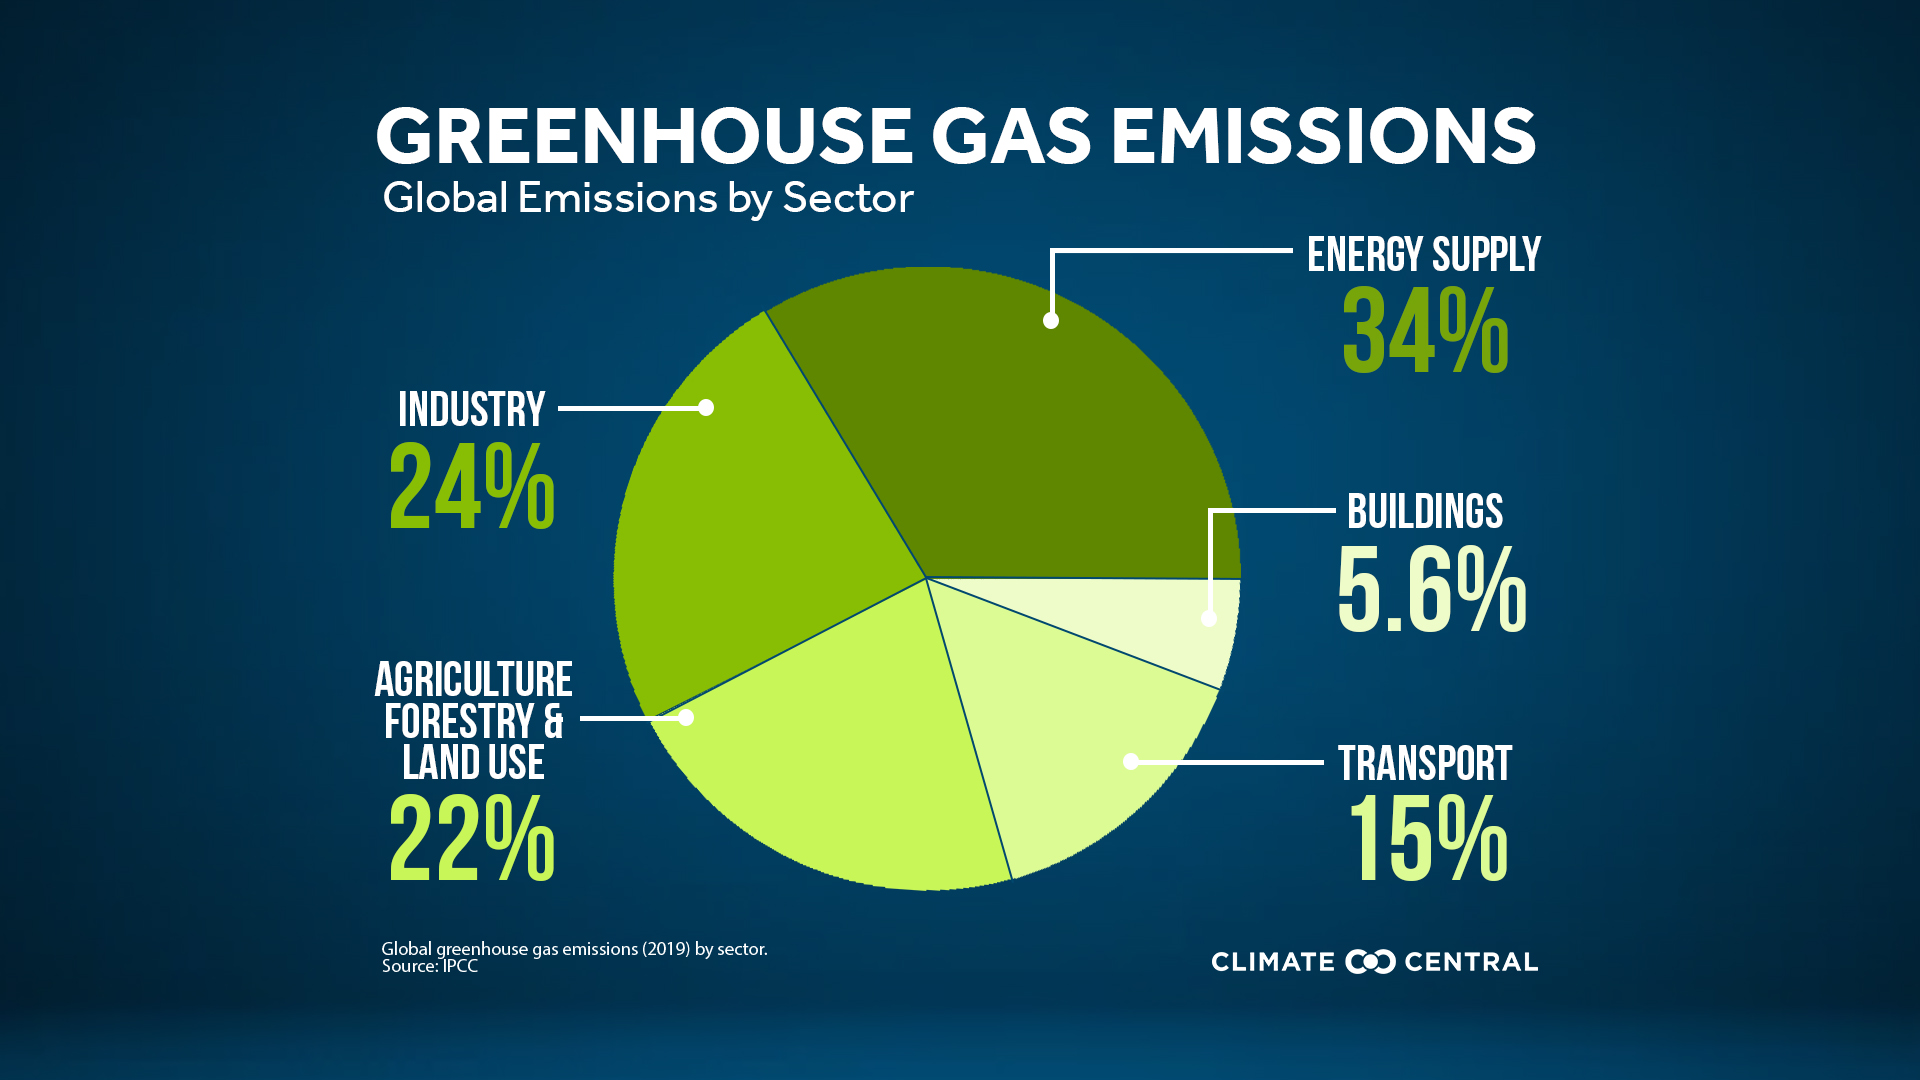 GREENHOUSE GAS EMISSIONS
Global Emissions by Sector
ENERGY SUPPLY
34%
INDUSTRY
24%
BUILDINGS
5.6%
AGRICULTURE
FORESTRY &
LAND USE
22%
TRANSPORT
15%
Global greenhouse gas emissions (2019) by sector.
Source: IPCC
CLIMATE CENTRAL